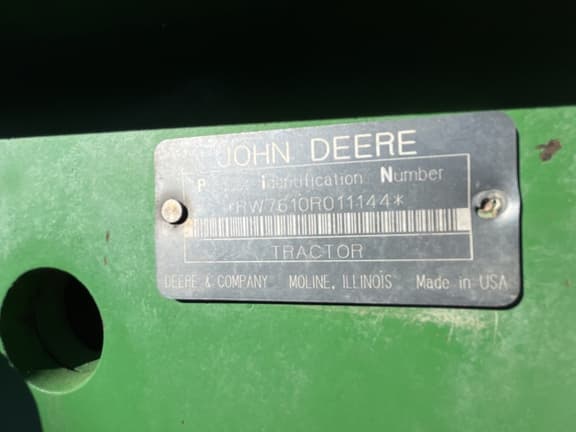 JOHN DEERE
P Identification Number
*RW7610R011144*
TRACTOR
DEERE & COMPANY MOLINE, ILLINOIS Made in USA